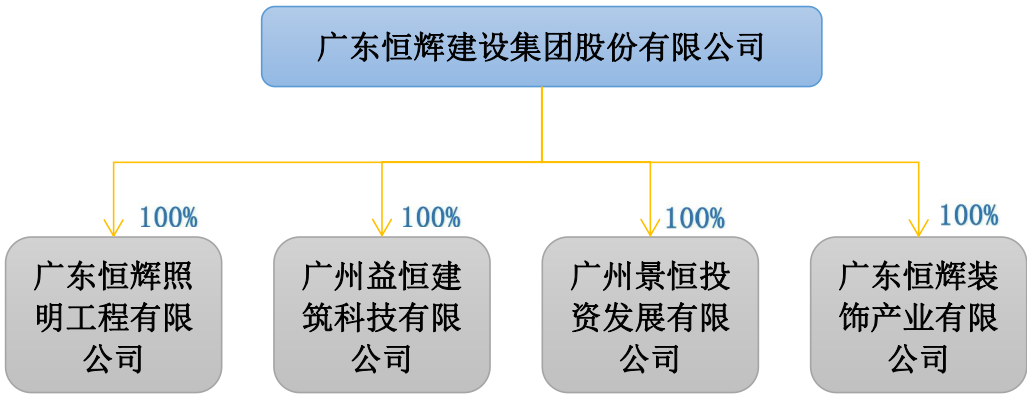 广东恒辉建设集团股份有限公司
100%
100%
100%
100%
广东恒辉照
明工程有限
公司
广州益恒建
筑科技有限
公司
广州景恒投
资发展有限
公司
广东恒辉装
饰产业有限
公司